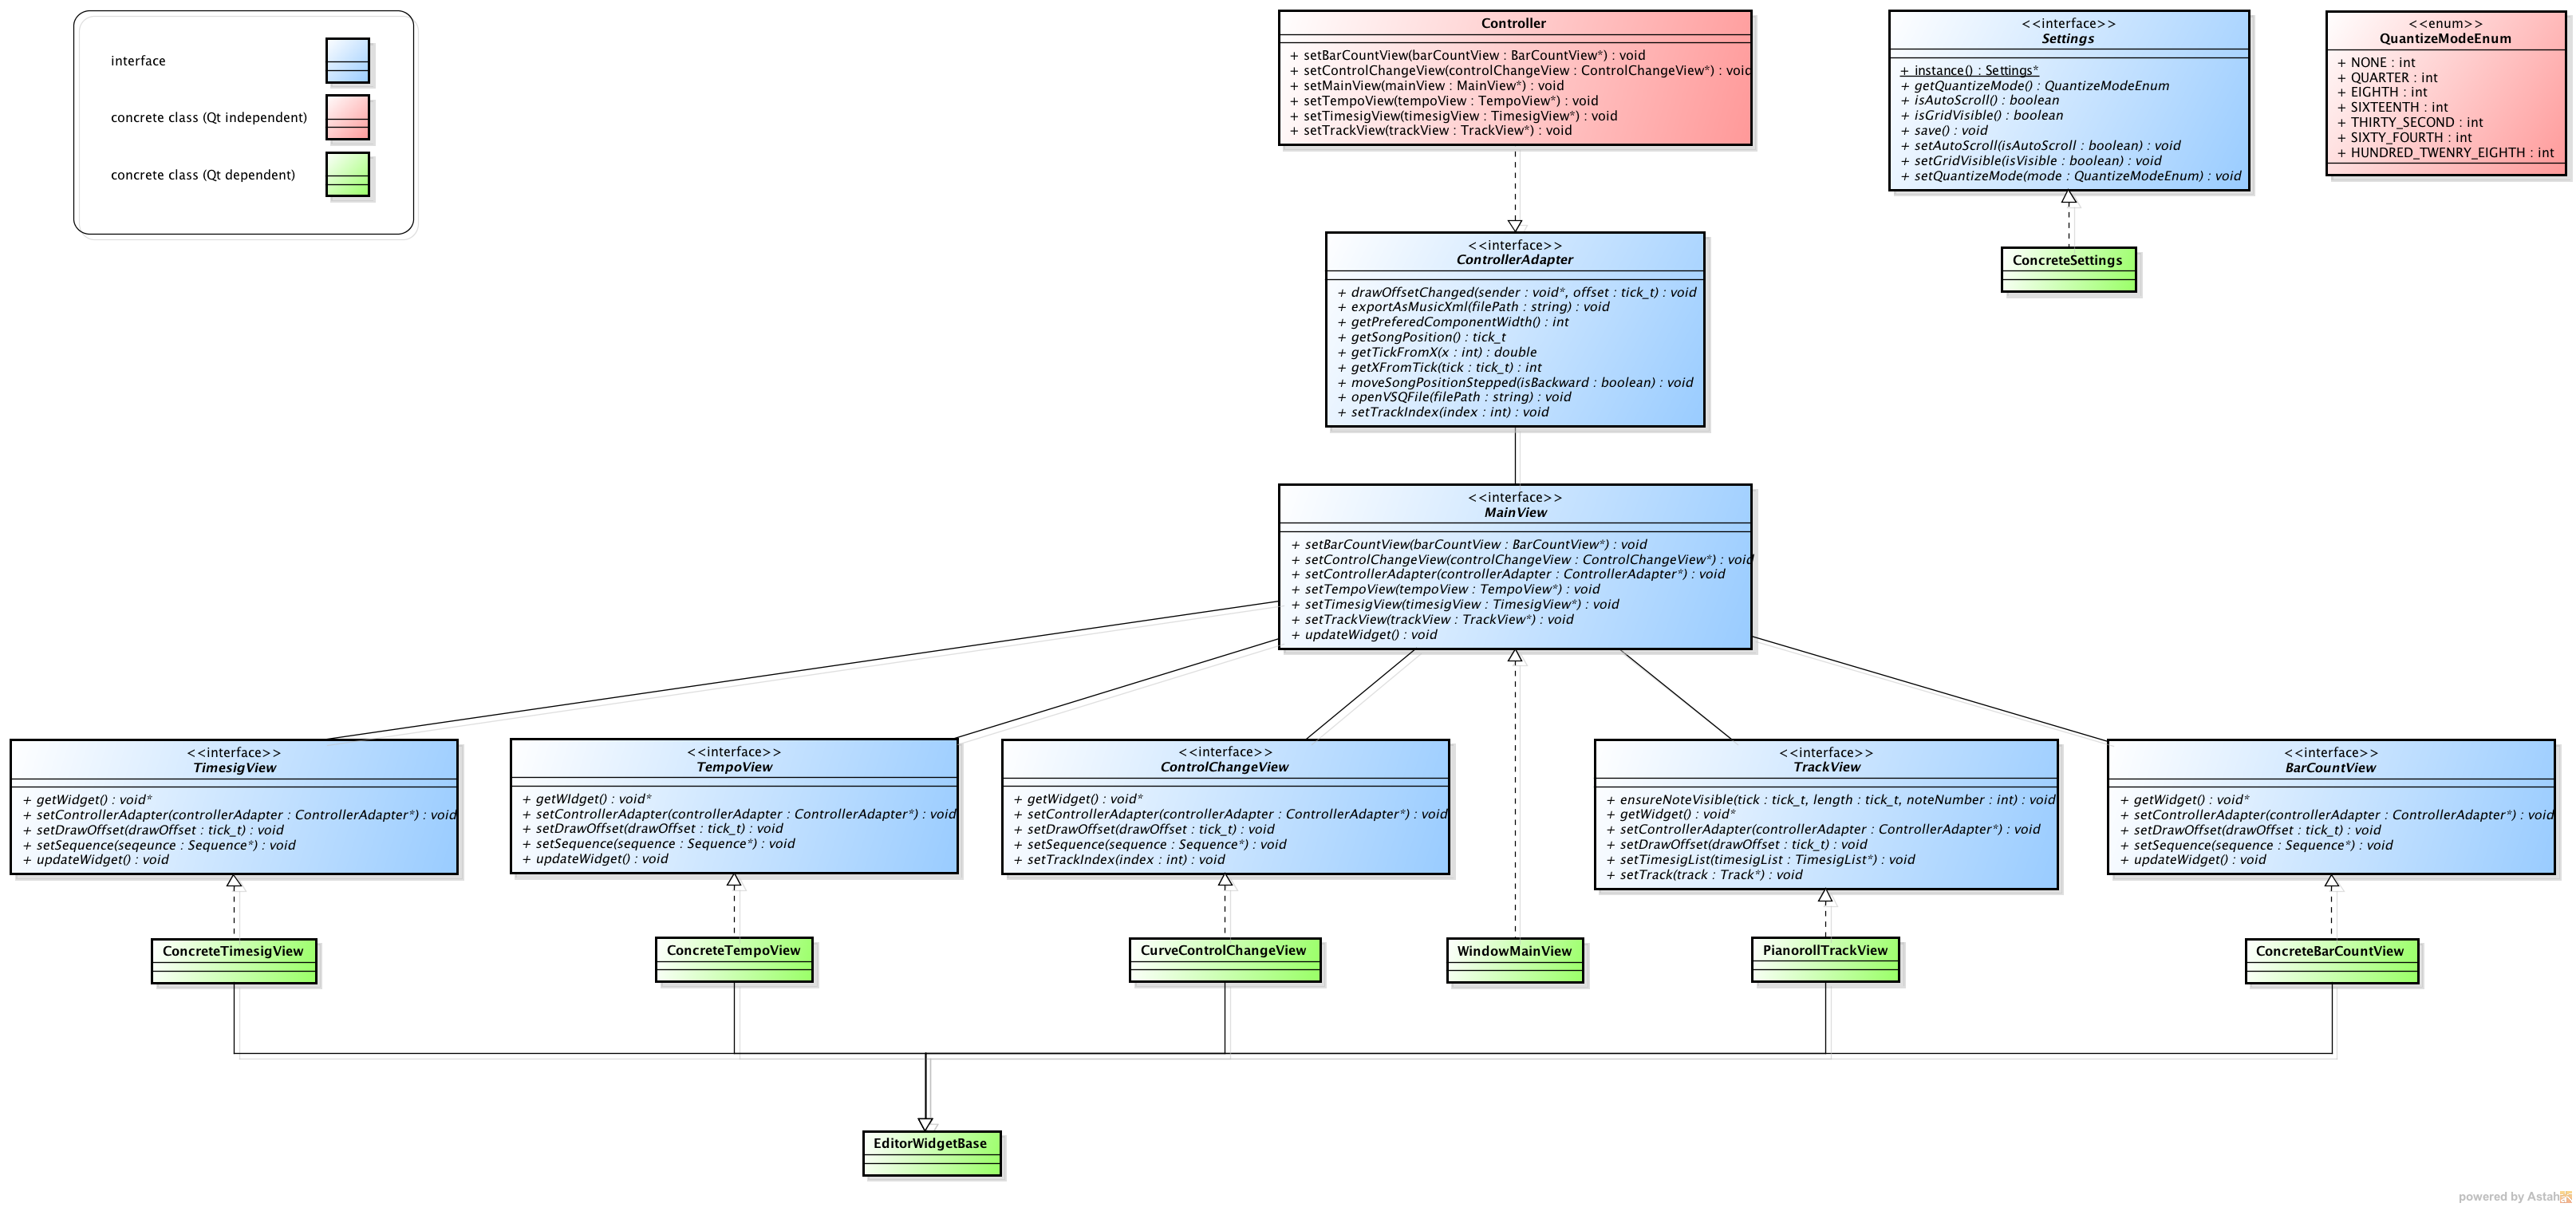 interface
concrete class (Qt independent)
concrete class (Qt dependent)
Controller
+ setBarCountView(barCountView : BarCountView*) : void
+ setControlChangeView(controlChangeView : ControlChangeView*) : void
+ setMainView(mainView : MainView*) : void
+ setTempoView(tempoView : TempoView*) : void
+ setTimesigView(timesigView : TimesigView*) : void
+ setTrackView(trackView : TrackView*) : void
<<interface>>
Settings
+ instance() : Settings*
+ getQuantizeMode() : QuantizeModeEnum
+ isAutoScroll() : boolean
+ isGridVisible() : boolean
+ save() : void
+ setAutoScroll(isAutoScroll : boolean) : void
+ setGridVisible(isVisible : boolean) : void
+ setQuantizeMode(mode : QuantizeModeEnum) : void
<<enum>>
QuantizeModeEnum
+ NONE : int
+ QUARTER : int
+ EIGHTH : int
+ SIXTEENTH : int
+ THIRTY_SECOND : int
+ SIXTY_FOURTH : int
+ HUNDRED_TWENRY_EIGHTH : int
ConcreteSettings
<<interface>>
ControllerAdapter
+ drawOffsetChanged(sender : void*, offset : tick_t) : void
+ exportAsMusicXml(filePath : string) : void
+ getPreferedComponentWidth() : int
+ getSongPosition() : tick_t
+ getTickFromX(x : int) : double
+ getXFromTick(tick : tick_t) : int
+ moveSongPositionStepped(isBackward : boolean) : void
+ openVSQFile(filePath : string) : void
+ setTrackIndex(index : int) : void
<<interface>>
MainView
+ setBarCountView(barCountView : BarCountView*) : void
+ setControlChangeView(controlChangeView : ControlChangeView*) : void
+ setControllerAdapter(controllerAdapter : ControllerAdapter*) : void
+ setTempoView(tempoView : TempoView*) : void
+ setTimesigView(timesigView : TimesigView*) : void
+ setTrackView(trackView : TrackView*) : void
+ updateWidget() : void
<<interface>>
TimesigView
+ getWidget() : void*
+ setControllerAdapter(controllerAdapter : ControllerAdapter*) : void
+ setDrawOffset(drawOffset : tick_t) : void
+ setSequence(seqeunce : Sequence*) : void
+ updateWidget() : void
<<interface>>
TempoView
+ getWIdget() : void*
+ setControllerAdapter(controllerAdapter : ControllerAdapter*) : void
+ setDrawOffset(drawOffset : tick_t) : void
+ setSequence(sequence : Sequence*) : void
+ updateWidget() : void
<<interface>>
ControlChangeView
+ getWidget() : void*
+ setControllerAdapter(controllerAdapter : ControllerAdapter*) : void
+ setDrawOffset(drawOffset : tick_t) : void
+ setSequence(sequence : Sequence*) : void
+ setTrackIndex(index : int) : void
<<interface>>
TrackView
+ ensureNoteVisible(tick : tick_t, length : tick_t, noteNumber : int) : void
+ getWidget() : void*
+ setControllerAdapter(controllerAdapter : ControllerAdapter*) : void
+ setDrawOffset(drawOffset : tick_t) : void
+ setTimesigList(timesigList : TimesigList*) : void
+ setTrack(track : Track*) : void
<<interface>>
BarCountView
+ getWidget() : void*
+ setControllerAdapter(controllerAdapter : ControllerAdapter*) : void
+ setDrawOffset(drawOffset : tick_t) : void
+ setSequence(sequence : Sequence*) : void
+ updateWidget() : void
ConcreteTimesigView
ConcreteTempoView
CurveControlChangeView
WindowMainView
PianorollTrackView
ConcreteBarCountView
EditorWidgetBase
powered by Astah